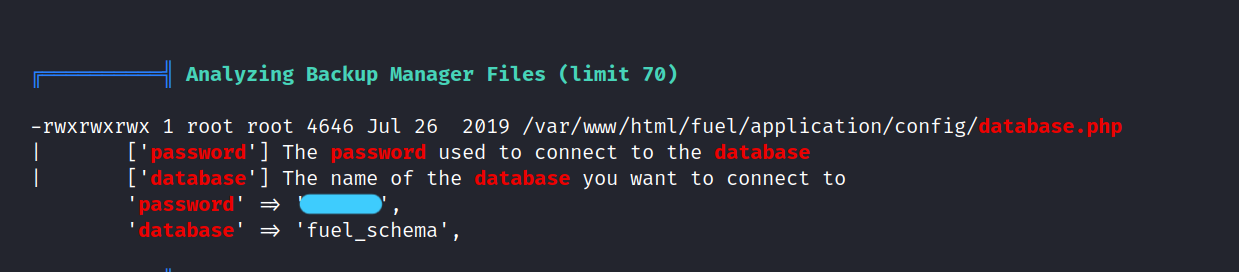 Analyzing Backup Manager Files (limit 70)
-rwxrwxrwx 1 root root 4646 Jul 26  2019 /var/www/html/fuel/application/config/database.php
|       ['password'] The password used to connect to the database
|       ['database'] The name of the database you want to connect to
        'password' => '',
        'database' => 'fuel_schema',